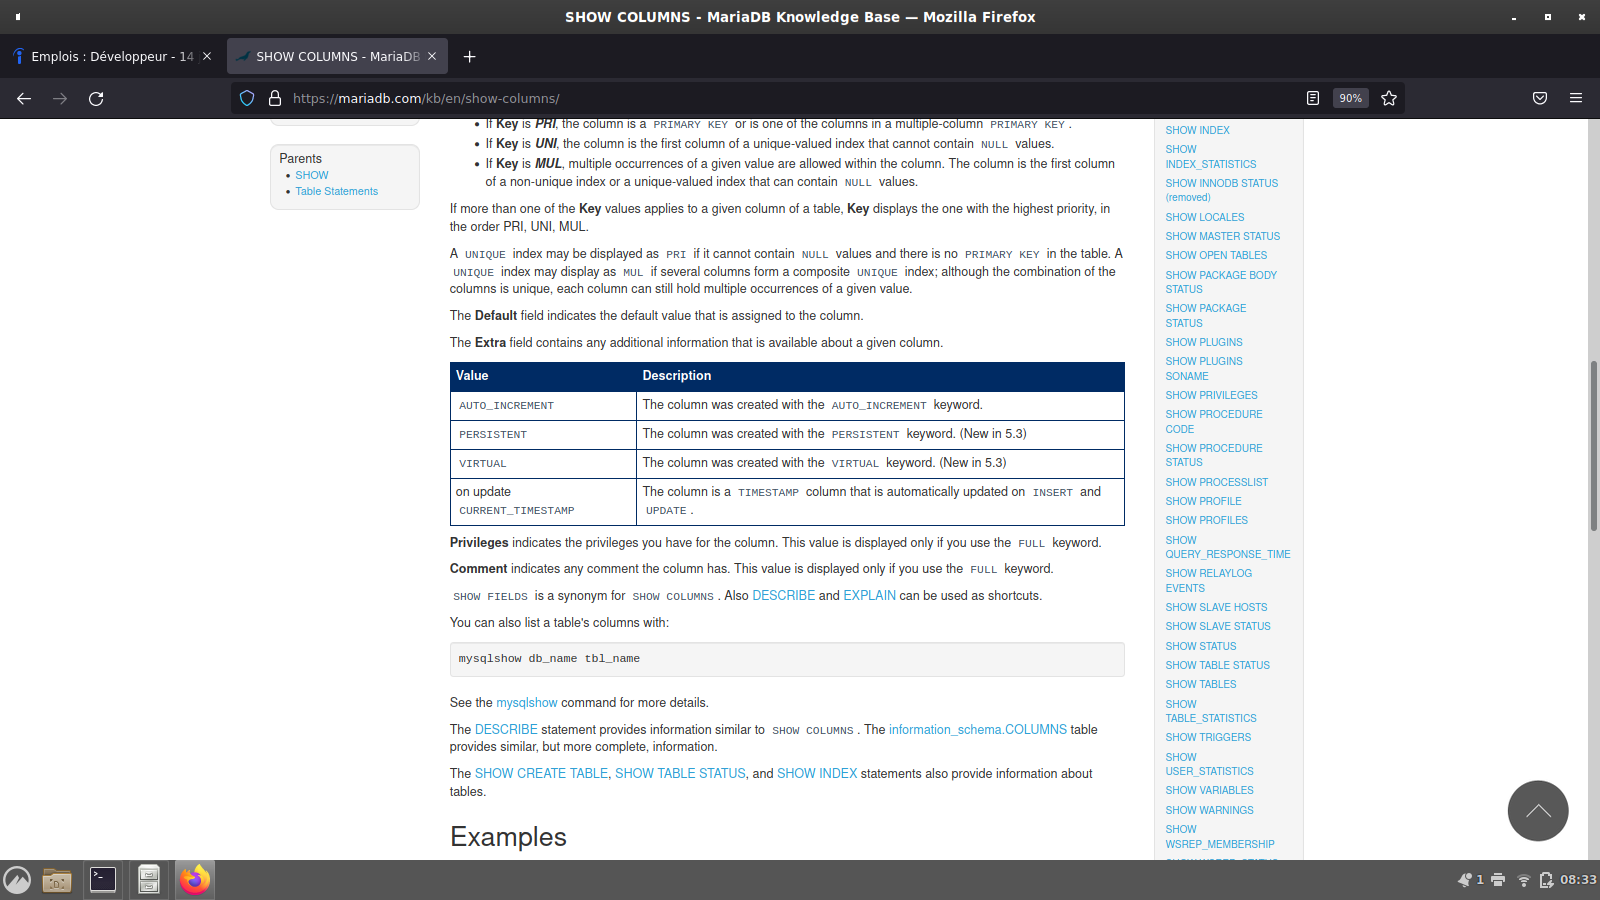 SHOW COLUMNS - MariaDB Knowledge Base — Mozilla Firefox
Emplois : Développeur - 14
SHOW COLUMNS - MariaDB
https://mariadb.com/kb/en/show-columns/
90%
Parents
SHOW
Table Statements
If Key is PRI, the column is a PRIMARY KEY or is one of the columns in a multiple-column PRIMARY KEY .
If Key is UNI, the column is the first column of a unique-valued index that cannot contain NULL values.
If Key is MUL, multiple occurrences of a given value are allowed within the column. The column is the first column
of a non-unique index or a unique-valued index that can contain NULL values.
If more than one of the Key values applies to a given column of a table, Key displays the one with the highest priority, in
the order PRI, UNI, MUL.
A UNIQUE index may be displayed as PRI if it cannot contain NULL values and there is no PRIMARY KEY in the table. A
UNIQUE index may display as MUL if several columns form a composite UNIQUE index; although the combination of the
columns is unique, each column can still hold multiple occurrences of a given value.
The Default field indicates the default value that is assigned to the column.
The Extra field contains any additional information that is available about a given column.
Value Description
AUTO_INCREMENT The column was created with the AUTO_INCREMENT keyword.
PERSISTENT The column was created with the PERSISTENT keyword. (New in 5.3)
VIRTUAL The column was created with the VIRTUAL keyword. (New in 5.3)
on update The column is a TIMESTAMP column that is automatically updated on INSERT and
CURRENT_TIMESTAMP UPDATE .
Privileges indicates the privileges you have for the column. This value is displayed only if you use the FULL keyword.
Comment indicates any comment the column has. This value is displayed only if you use the FULL keyword.
SHOW FIELDS is a synonym for SHOW COLUMNS . Also DESCRIBE and EXPLAIN can be used as shortcuts.
You can also list a table's columns with:
mysqlshow db_name tbl_name
See the mysqlshow command for more details.
The DESCRIBE statement provides information similar to SHOW COLUMNS . The information_schema.COLUMNS table
provides similar, but more complete, information.
The SHOW CREATE TABLE, SHOW TABLE STATUS, and SHOW INDEX statements also provide information about
tables.
Examples
SHOW INDEX
SHOW
INDEX_STATISTICS
SHOW INNODB STATUS
(removed)
SHOW LOCALES
SHOW MASTER STATUS
SHOW OPEN TABLES
SHOW PACKAGE BODY
STATUS
SHOW PACKAGE
STATUS
SHOW PLUGINS
SHOW PLUGINS
SONAME
SHOW PRIVILEGES
SHOW PROCEDURE
CODE
SHOW PROCEDURE
STATUS
SHOW PROCESSLIST
SHOW PROFILE
SHOW PROFILES
SHOW
QUERY_RESPONSE_TIME
SHOW RELAYLOG
EVENTS
SHOW SLAVE HOSTS
SHOW SLAVE STATUS
SHOW STATUS
SHOW TABLE STATUS
SHOW TABLES
SHOW
TABLE_STATISTICS
SHOW TRIGGERS
SHOW
USER_STATISTICS
SHOW VARIABLES
SHOW WARNINGS
SHOW
WSREP_MEMBERSHIP
1
08:33